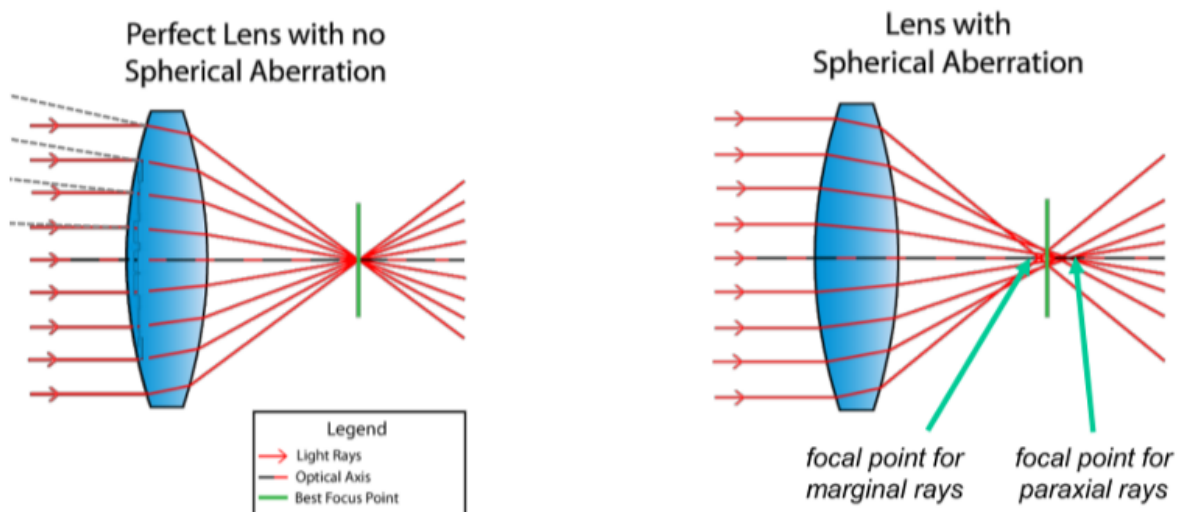 Perfect Lens with no
Spherical Aberration
Lens with
Spherical Aberration
Legend
Light Rays
Optical Axis
Best Focus Point
focal point for
marginal rays
focal point for
paraxial rays